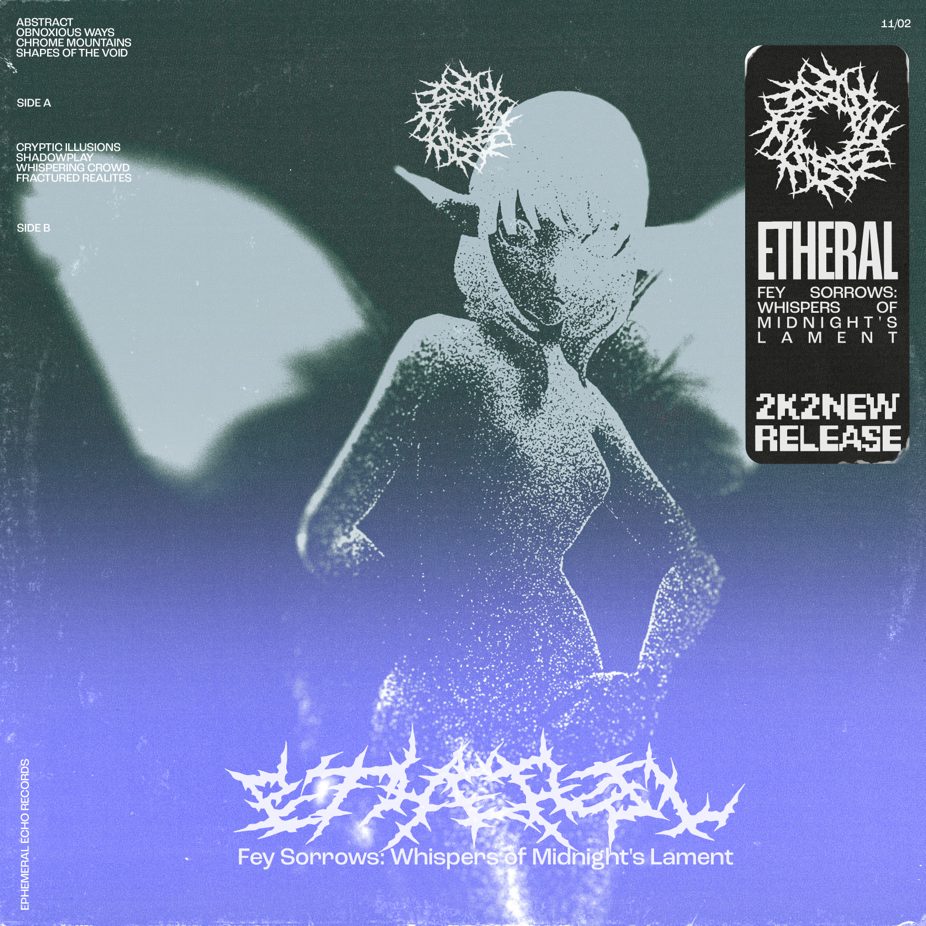 ABSTRACT
OBNOXIOUS WAYS
CHROME MOUNTAINS
SHAPES OF THE VOID
SIDE A
CRYPTIC ILLUSIONS
SHADOWPLAY
WHISPERING CROWD
FRACTURED REALITES
SIDE B
11/02
ETHERAL
FEY SORROWS:
WHISPERS OF
MIDNIGHT'S
LAMENT
2K2NEW
RELEASE
EPHEMERAL ECHO RECORDS
ETHERAL
Fey Sorrows: Whispers of Midnight's Lament